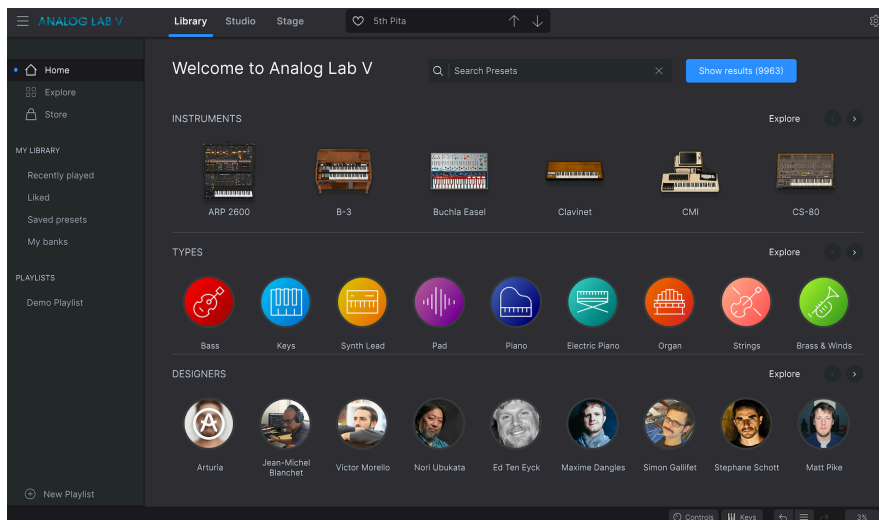 ANALOG LAB V
Library
Studio
Stage
5th Pita
Home
Explore
Store
MY LIBRARY
Recently played
Liked
Saved presets
My banks
PLAYLISTS
Demo Playlist
New Playlist
Welcome to Analog Lab V
Search Presets
Show results (9963)
INSTRUMENTS
Explore
ARP 2600
B-3
Buchla Easel
Clavinet
CMI
CS-80
TYPES
Explore
Bass
Keys
Synth Lead
Pad
Piano
Electric Piano
Organ
Strings
Brass & Winds
DESIGNERS
Explore
Arturia
Jean-Michel
Blanchet
Victor Morello
Nori Ubukata
Ed Ten Eyck
Maxime Dangles
Simon Gallifet
Stephane Schott
Matt Pike
Controls
Keys
3%